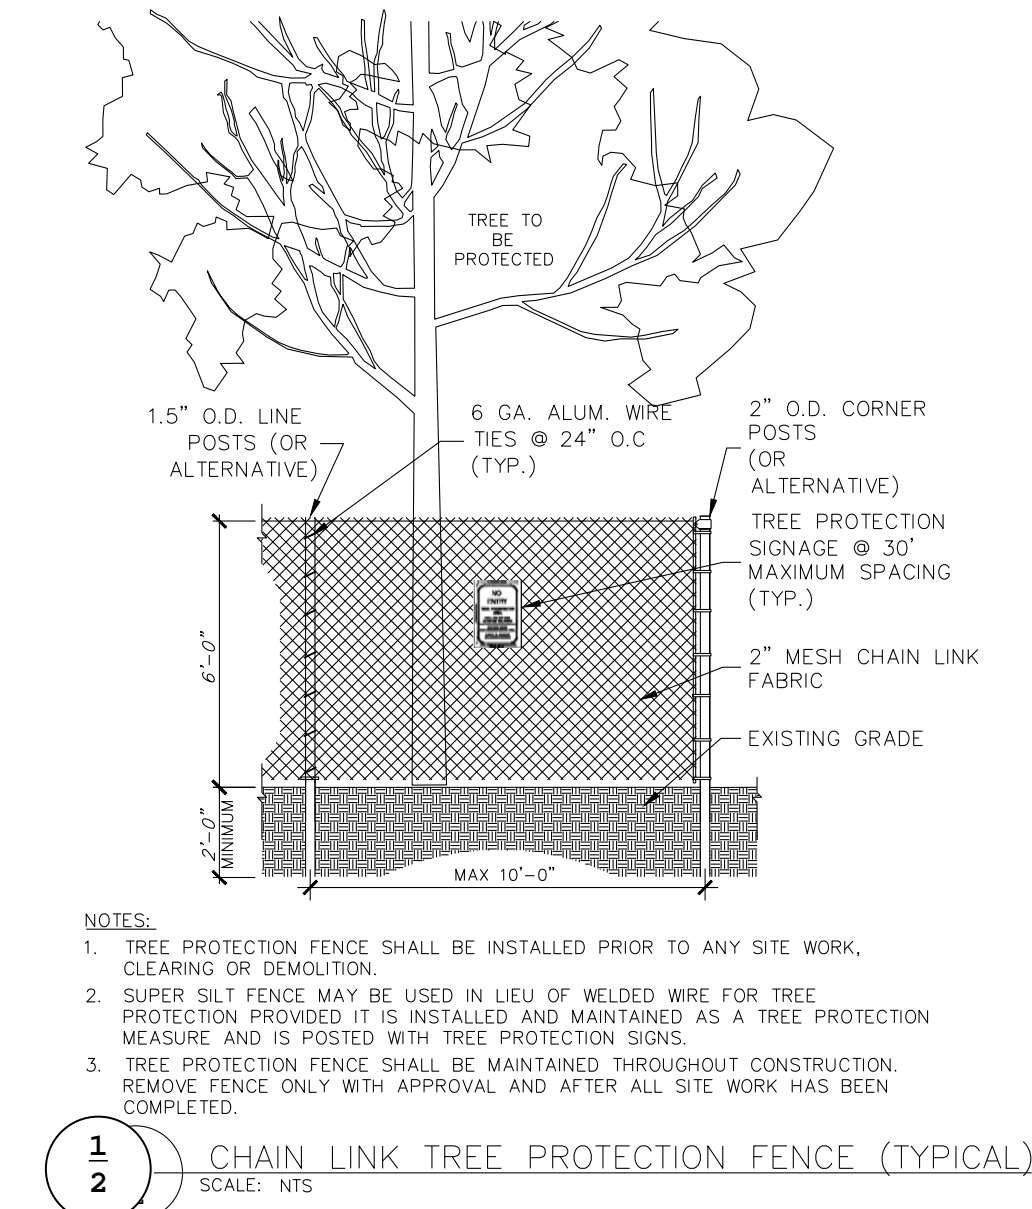 TREE TO
BE
PROTECTED
1.5" O.D. LINE
POSTS (OR
ALTERNATIVE)
6 GA. ALUM. WIRE
TIES @ 24" O.C
(TYP.)
2" O.D. CORNER
POSTS
(OR
ALTERNATIVE)
TREE PROTECTION
SIGNAGE @ 30'
MAXIMUM SPACING
(TYP.)
NO
ENTRY
2" MESH CHAIN LINK
FABRIC
EXISTING GRADE
6'-0"
2'-0"
MINIMUM
MAX 10'-0"
NOTES:
1. TREE PROTECTION FENCE SHALL BE INSTALLED PRIOR TO ANY SITE WORK,
CLEARING OR DEMOLITION.
2. SUPER SILT FENCE MAY BE USED IN LIEU OF WELDED WIRE FOR TREE
PROTECTION PROVIDED IT IS INSTALLED AND MAINTAINED AS A TREE PROTECTION
MEASURE AND IS POSTED WITH TREE PROTECTION SIGNS.
3. TREE PROTECTION FENCE SHALL BE MAINTAINED THROUGHOUT CONSTRUCTION.
REMOVE FENCE ONLY WITH APPROVAL AND AFTER ALL SITE WORK HAS BEEN
COMPLETED.
1
2
CHAIN LINK TREE PROTECTION FENCE (TYPICAL)
SCALE: NTS